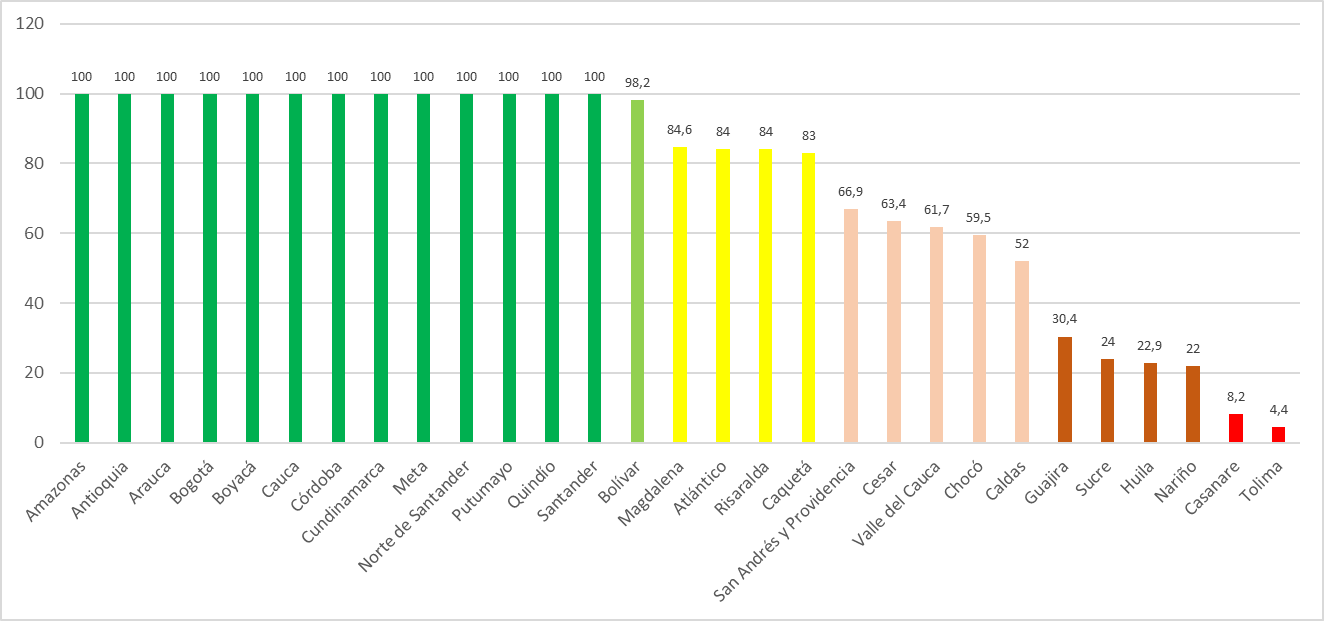 120
100
80
60
40
20
0
100 100 100 100 100 100 100 100 100 100 100 100 100 98,2 84,6 84 84 83 66,9 63,4 61,7 59,5 52 30,4 24 22,9 22 8,2 4,4
Amazonas
Antioquia
Arauca
Bogotá
Boyacá
Cauca
Córdoba
Cundinamarca
Meta
Norte de Santander
Putumayo
Quindío
Santander
Bolívar
Magdalena
Atlántico
Risaralda
Caquetá
San Andrés y Providencia
Cesar
Valle del Cauca
Chocó
Caldas
Guajira
Sucre
Huila
Nariño
Casanare
Tolima